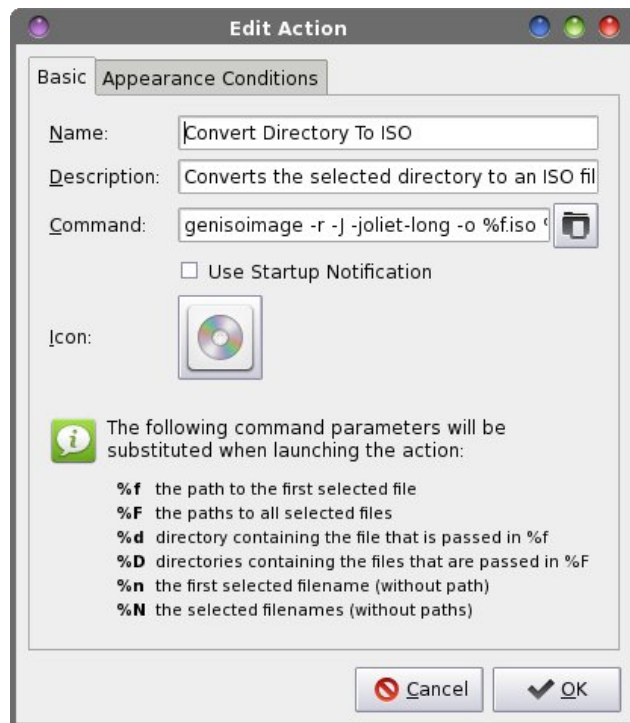 Edit Action
Basic
Appearance Conditions
Name:
Convert Directory To ISO
Description:
Converts the selected directory to an ISO fil
Command:
genisoimage -r -J -joliet-long -o %f.iso
Use Startup Notification
Icon:
The following command parameters will be
substituted when launching the action:
%f the path to the first selected file
%F the paths to all selected files
%d directory containing the file that is passed in %f
%D directories containing the files that are passed in %F
%n the first selected filename (without path)
%N the selected filenames (without paths)
Cancel
OK